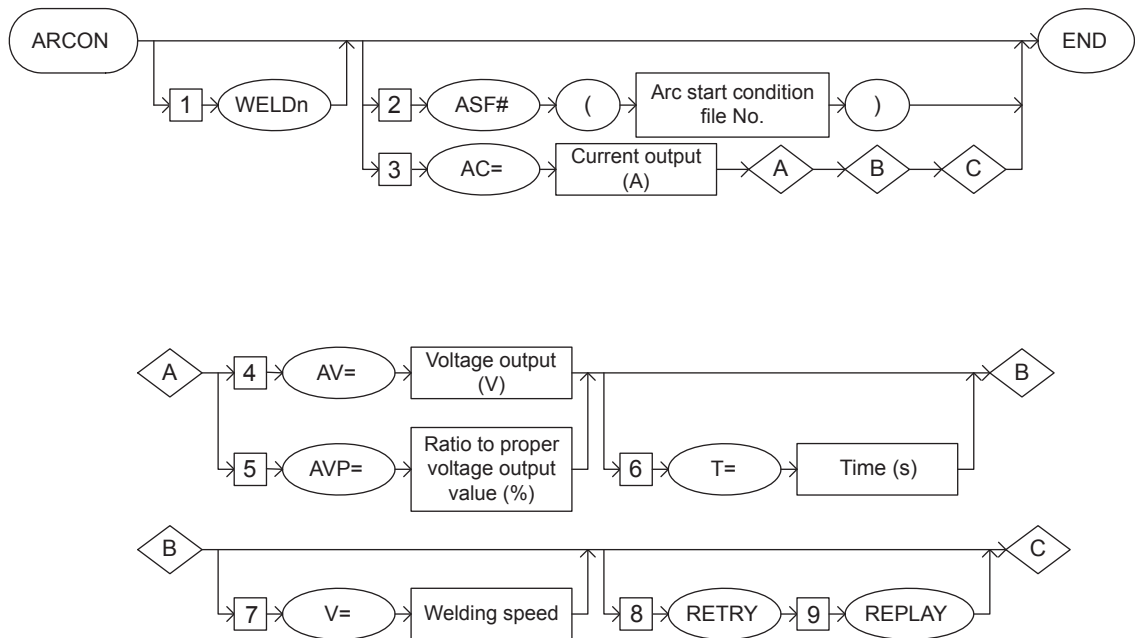 ARCON
END
1
WELDn
2
ASF#
(
Arc start condition
file No.
)
3
AC=
Current output
(A)
A
B
C
A
4
AV=
Voltage output
(V)
B
5
AVP=
Ratio to proper
voltage output
value (%)
6
T=
Time (s)
B
C
7
V=
Welding speed
8
RETRY
9
REPLAY